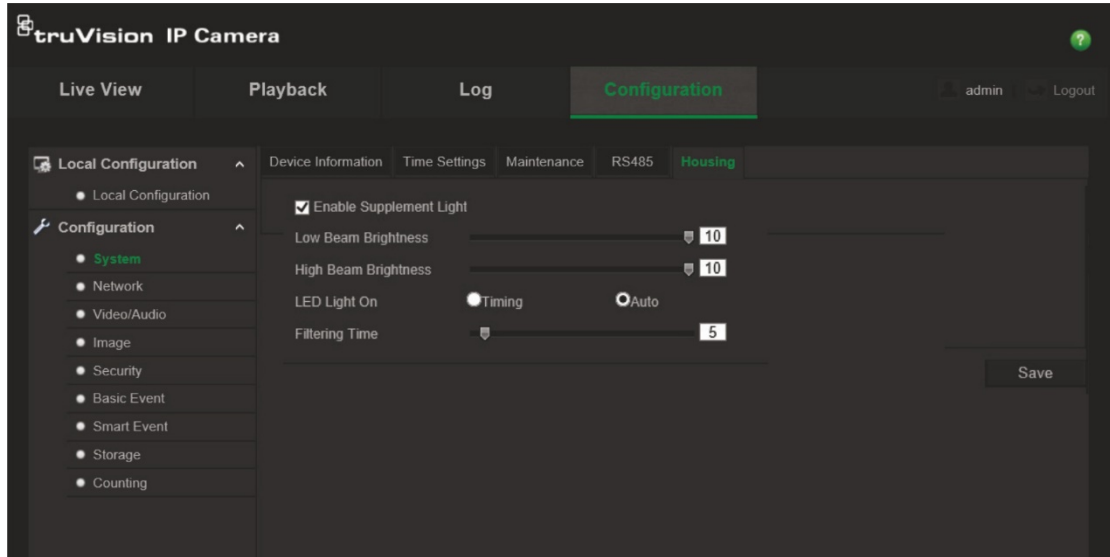 truVision IP Camera
?
Live View Playback Log Configuration admin Logout
Local Configuration
Local Configuration
Configuration
System
Network
Video/Audio
Image
Security
Basic Event
Smart Event
Storage
Counting
Device Information Time Settings Maintenance RS485 Housing
Enable Supplement Light
Low Beam Brightness 10
High Beam Brightness 10
LED Light On Timing Auto
Filtering Time 5
Save